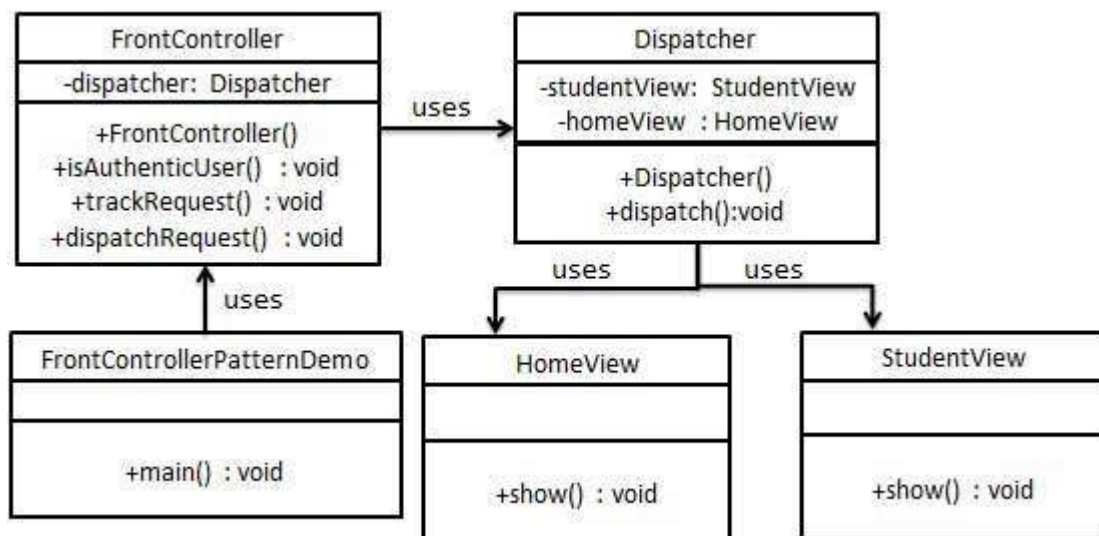 FrontController
-dispatcher: Dispatcher
+FrontController()
+isAuthenticUser() : void
+trackRequest() : void
+dispatchRequest() : void
uses
Dispatcher
-studentView: StudentView
-homeView : HomeView
+Dispatcher()
+dispatch():void
uses
uses
uses
FrontControllerPatternDemo
+main() : void
HomeView
+show() : void
StudentView
+show() : void